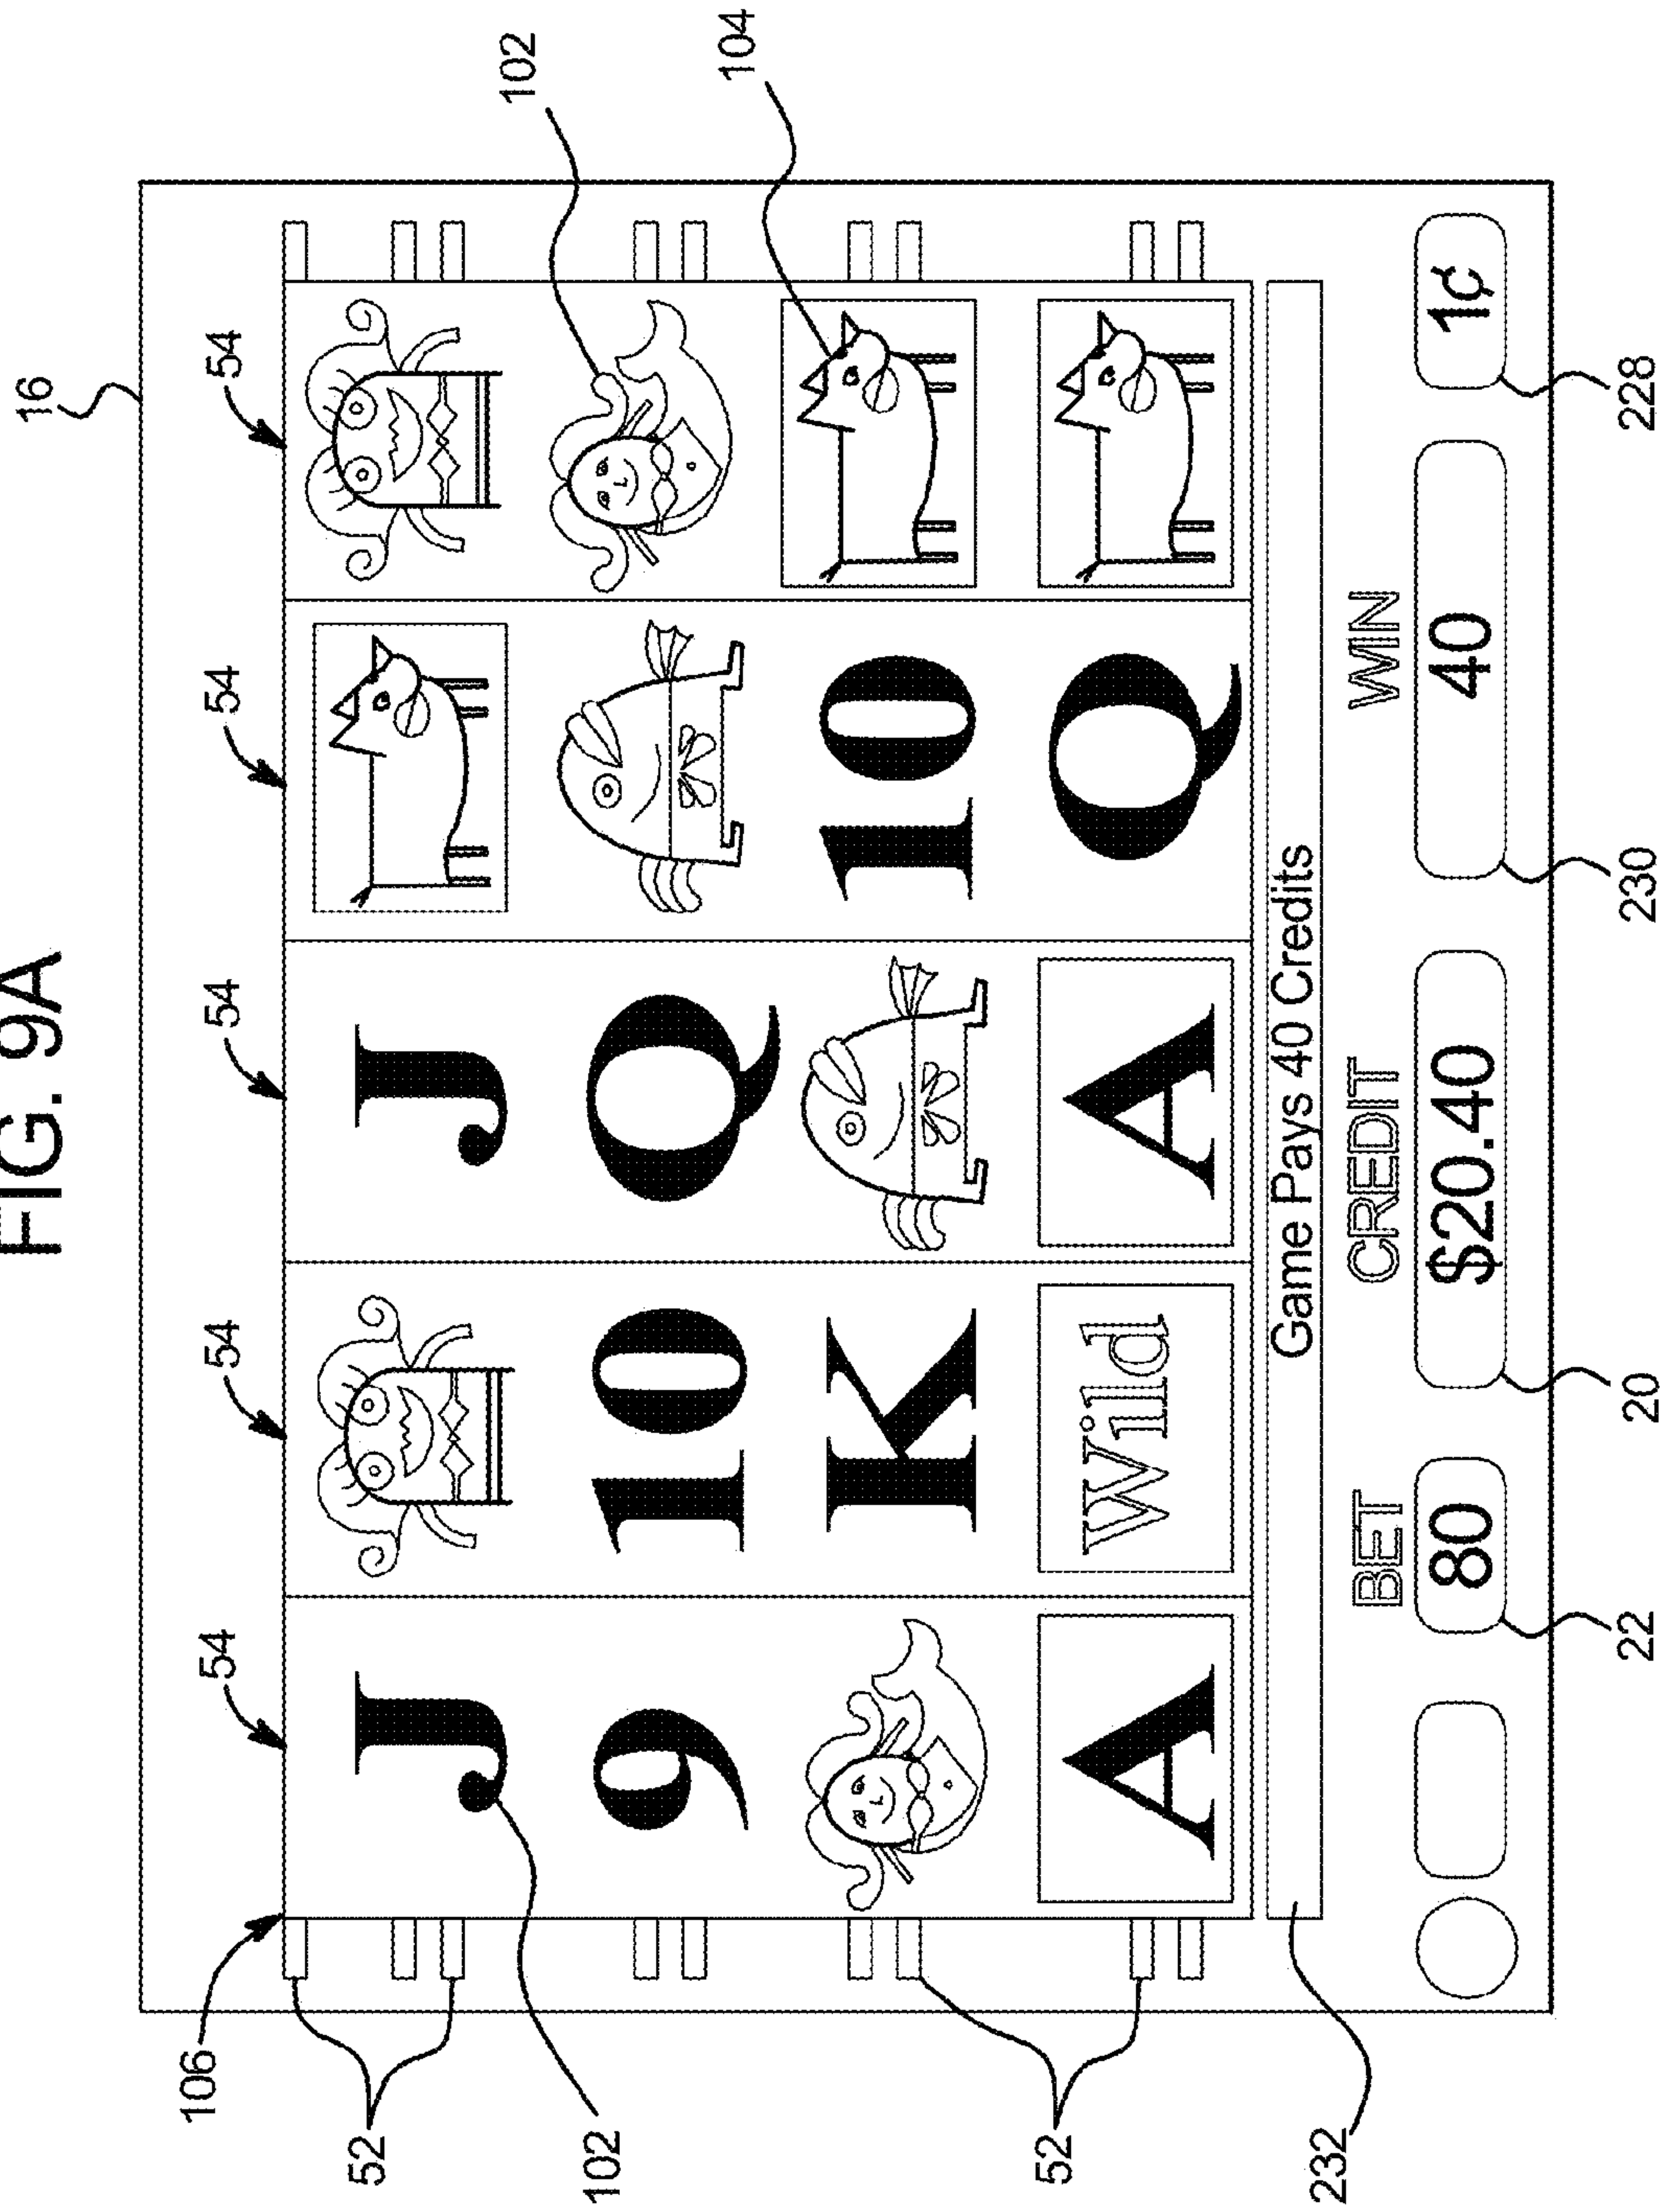 FIG. 9A
16
54 54 54 54 54
106
52
102
102
104
J J
9 10 Q
K 10
A Wild A Q
52
Game Pays 40 Credits
232
BET CREDIT WIN
80 $20.40 40 1¢
22 20 230 228